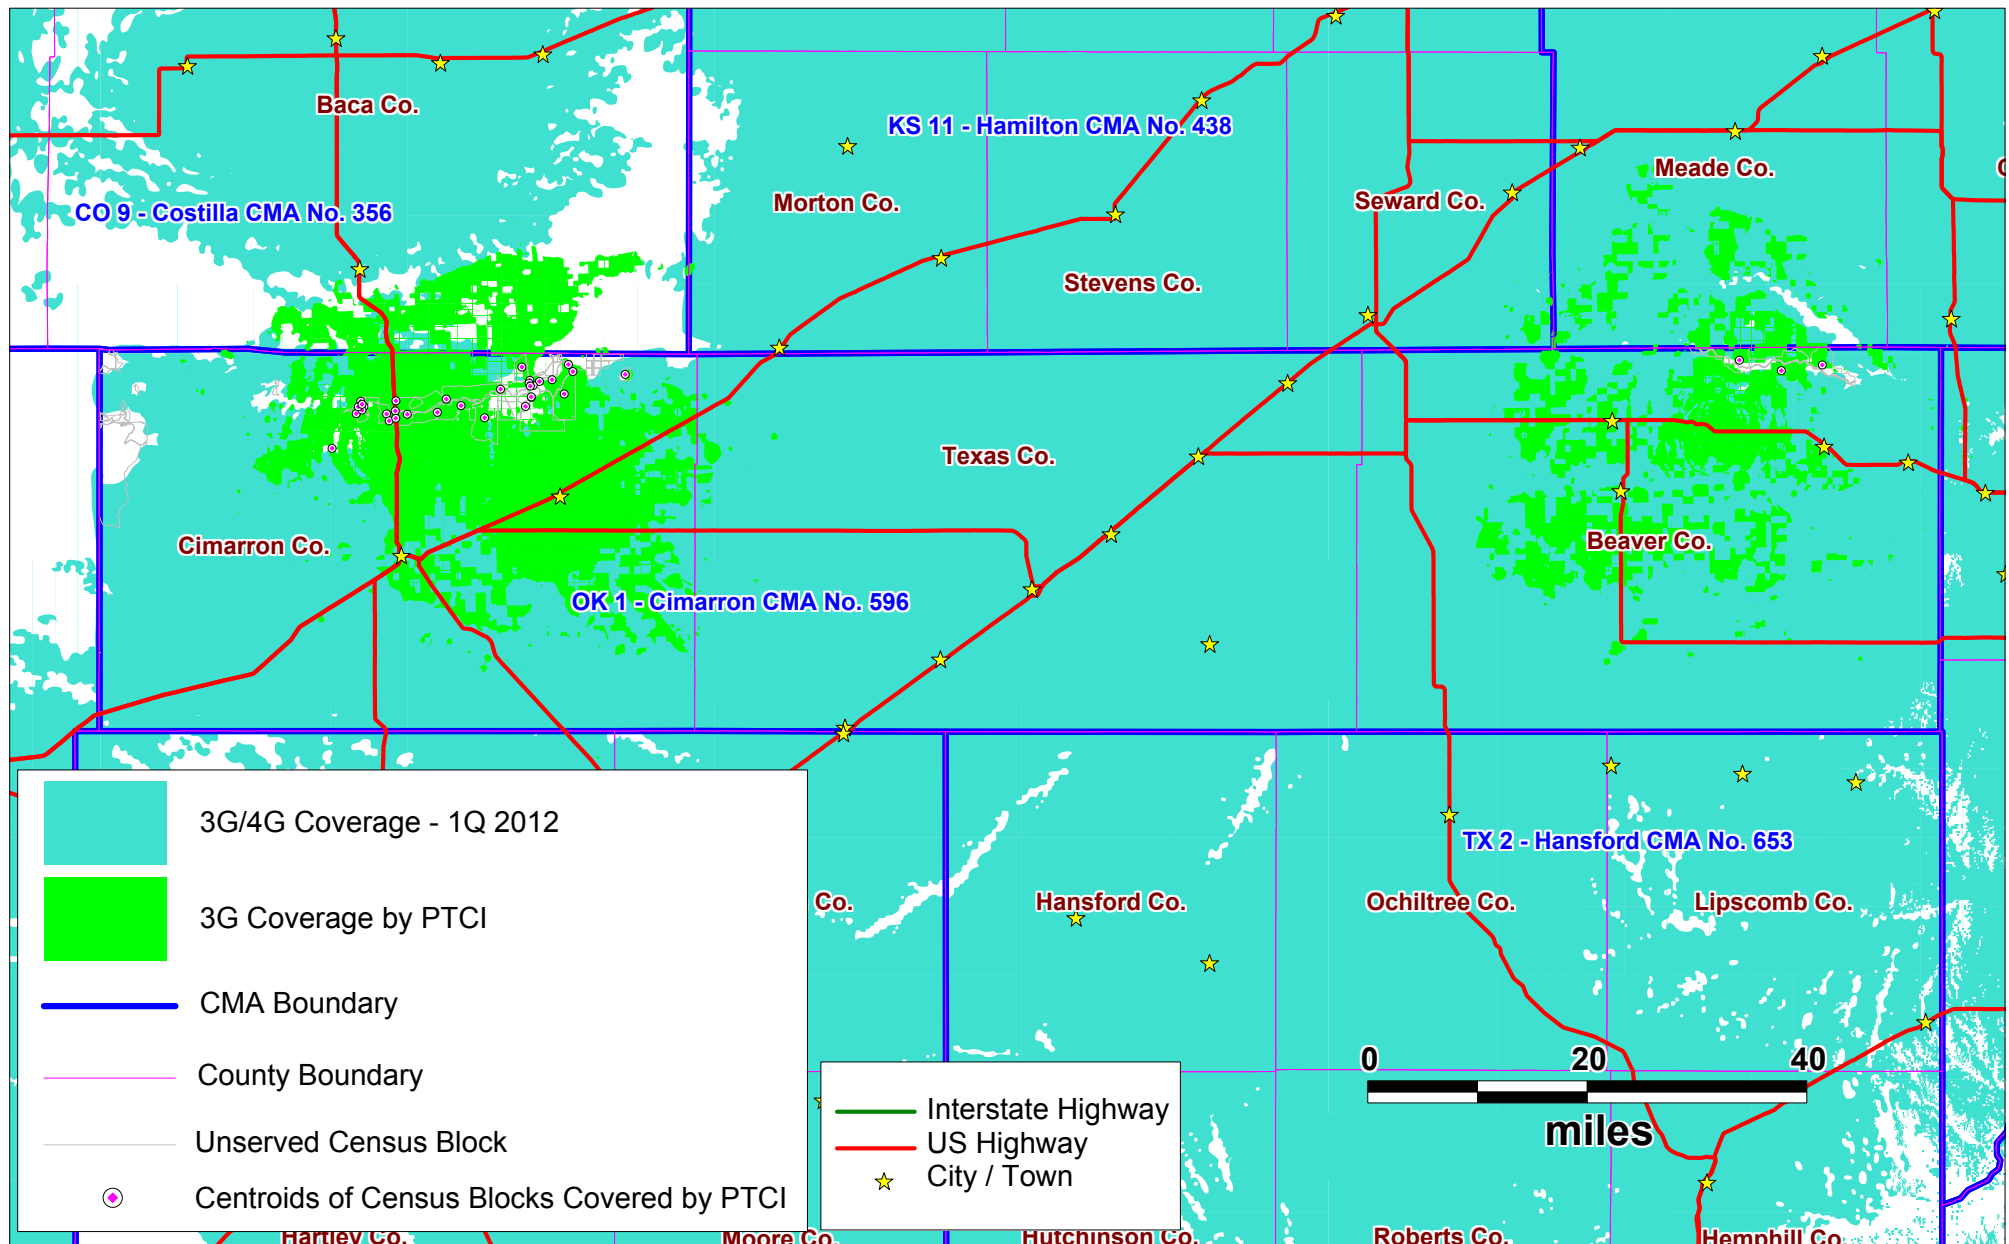 Baca Co.
KS 11 - Hamilton CMA No. 438
Meade Co.
CO 9 - Costilla CMA No. 356
Morton Co.
Seward Co.
Stevens Co.
Texas Co.
Cimarron Co.
Beaver Co.
OK 1 - Cimarron CMA No. 596
TX 2 - Hansford CMA No. 653
Co.
Hansford Co.
Ochiltree Co.
Lipscomb Co.
3G/4G Coverage - 1Q 2012
3G Coverage by PTCI
CMA Boundary
County Boundary
Unserved Census Block
Centroids of Census Blocks Covered by PTCI
Interstate Highway
US Highway
City / Town
0 20 40
miles
Hartley Co.
Moore Co.
Hutchinson Co.
Roberts Co.
Hemphill Co.